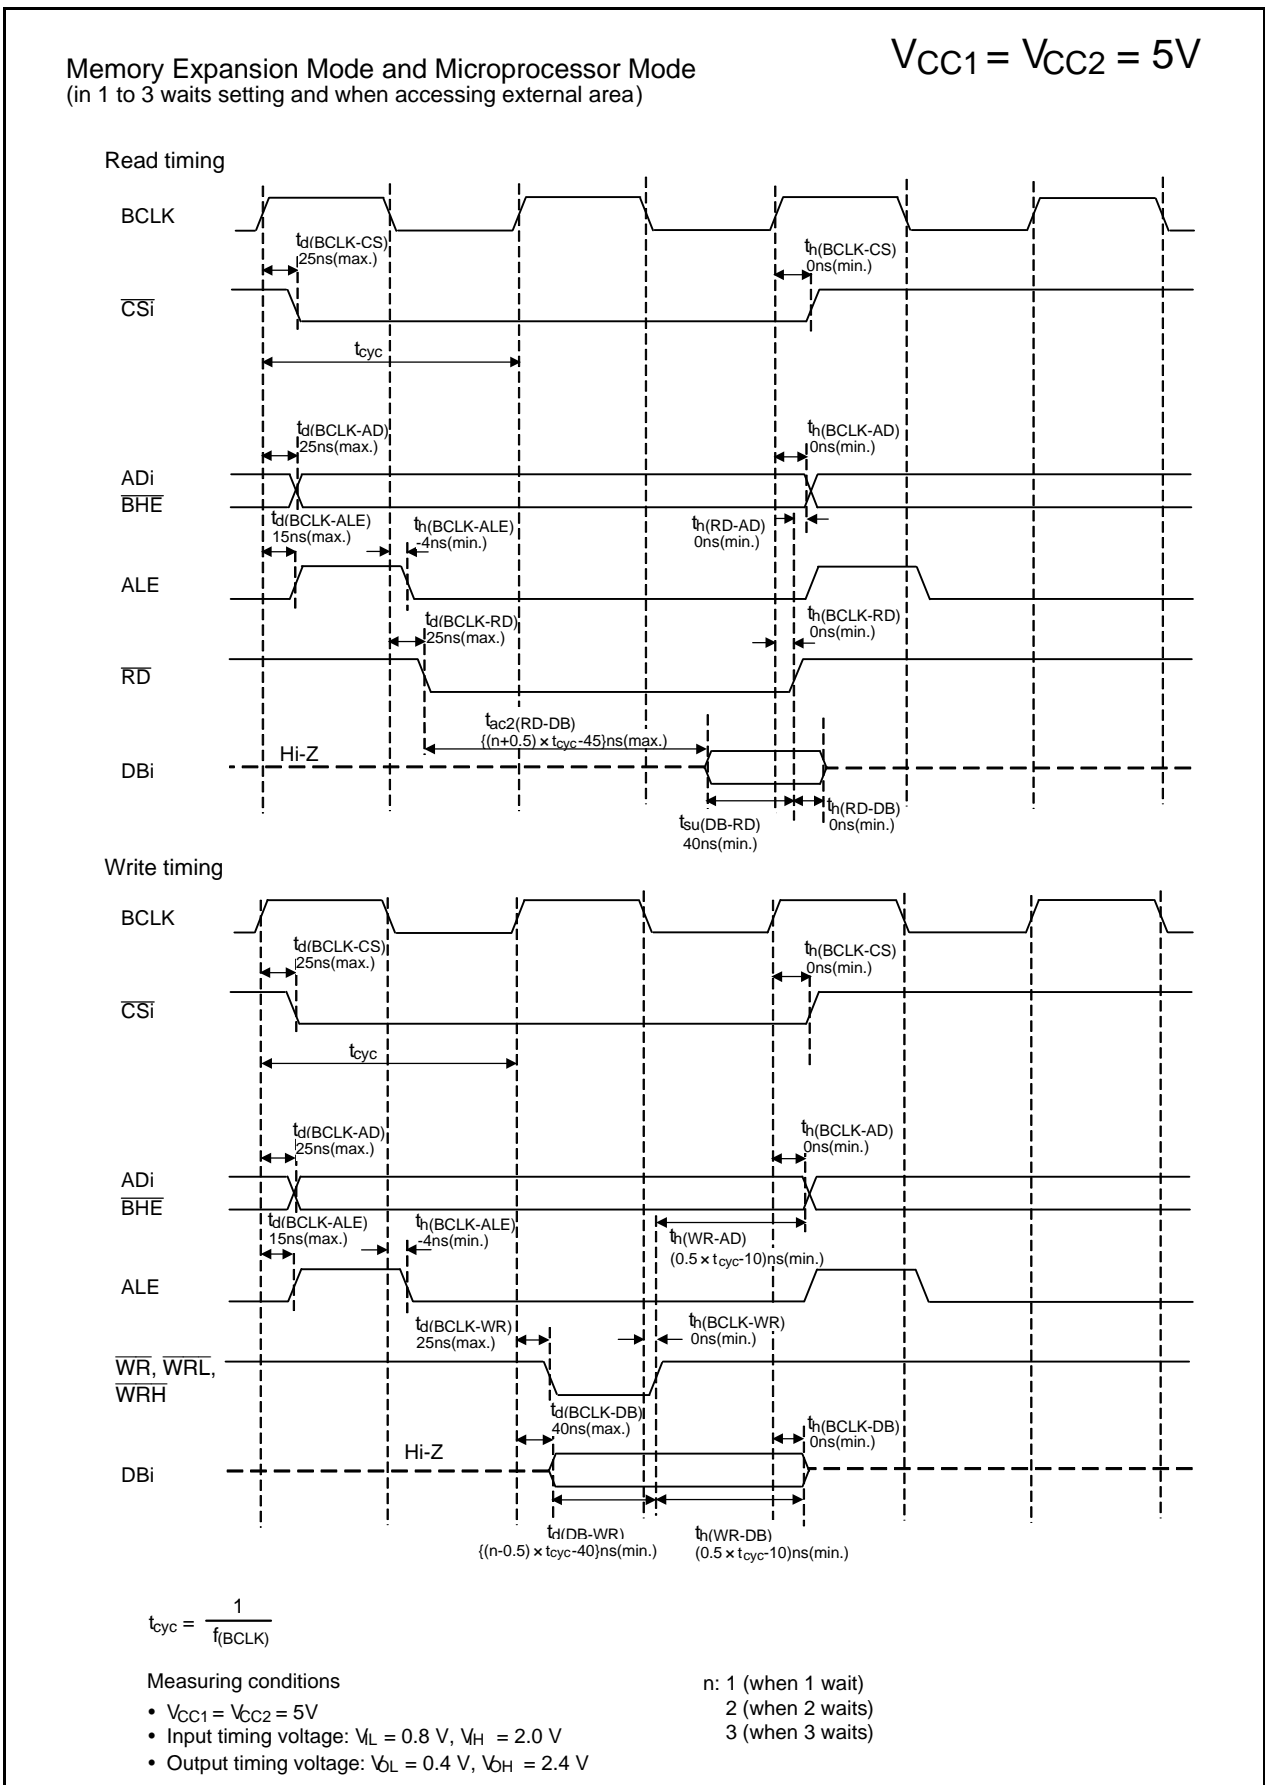 VCC1 = VCC2 = 5V
Memory Expansion Mode and Microprocessor Mode
(in 1 to 3 waits setting and when accessing external area)
Read timing
BCLK
td(BCLK-CS)
25ns(max.)
th(BCLK-CS)
0ns(min.)
CSi
tcyc
td(BCLK-AD)
25ns(max.)
th(BCLK-AD)
0ns(min.)
ADi
BHE
td(BCLK-ALE)
15ns(max.)
th(BCLK-ALE)
-4ns(min.)
th(RD-AD)
0ns(min.)
ALE
td(BCLK-RD)
25ns(max.)
th(BCLK-RD)
0ns(min.)
RD
tac2(RD-DB)
{(n+0.5)×tcyc-45}ns(max.)
Hi-Z
DBi
tsu(DB-RD)
40ns(min.)
th(RD-DB)
0ns(min.)
Write timing
BCLK
td(BCLK-CS)
25ns(max.)
th(BCLK-CS)
0ns(min.)
CSi
tcyc
td(BCLK-AD)
25ns(max.)
th(BCLK-AD)
0ns(min.)
ADi
BHE
td(BCLK-ALE)
15ns(max.)
th(BCLK-ALE)
-4ns(min.)
th(WR-AD)
(0.5×tcyc-10)ns(min.)
ALE
td(BCLK-WR)
25ns(max.)
th(BCLK-WR)
0ns(min.)
WR, WRL,
WRH
td(BCLK-DB)
40ns(max.)
th(BCLK-DB)
0ns(min.)
Hi-Z
DBi
td(DB-WR)
{(n-0.5)×tcyc-40}ns(min.)
th(WR-DB)
(0.5×tcyc-10)ns(min.)
tcyc = 1
f(BCLK)
Measuring conditions
• VCC1 = VCC2 = 5V
• Input timing voltage: VIL = 0.8 V, VIH = 2.0 V
• Output timing voltage: VOL = 0.4 V, VOH = 2.4 V
n: 1 (when 1 wait)
2 (when 2 waits)
3 (when 3 waits)